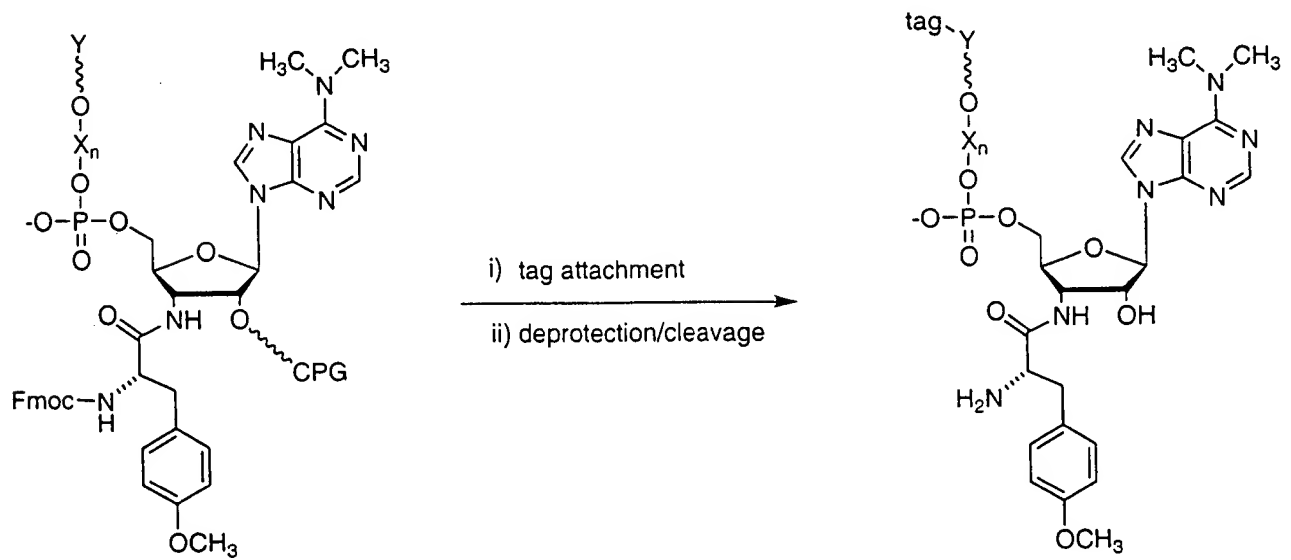 Y
O
Xn
O
-O-P-O
O
H3C N CH3
N
N
N
N
O
O
NH
O
CPG
Fmoc-N
H
OCH3
i) tag attachment
ii) deprotection/cleavage
tag
Y
O
Xn
O
-O-P-O
O
H3C N CH3
N
N
N
N
O
O
NH
OH
H2N
OCH3